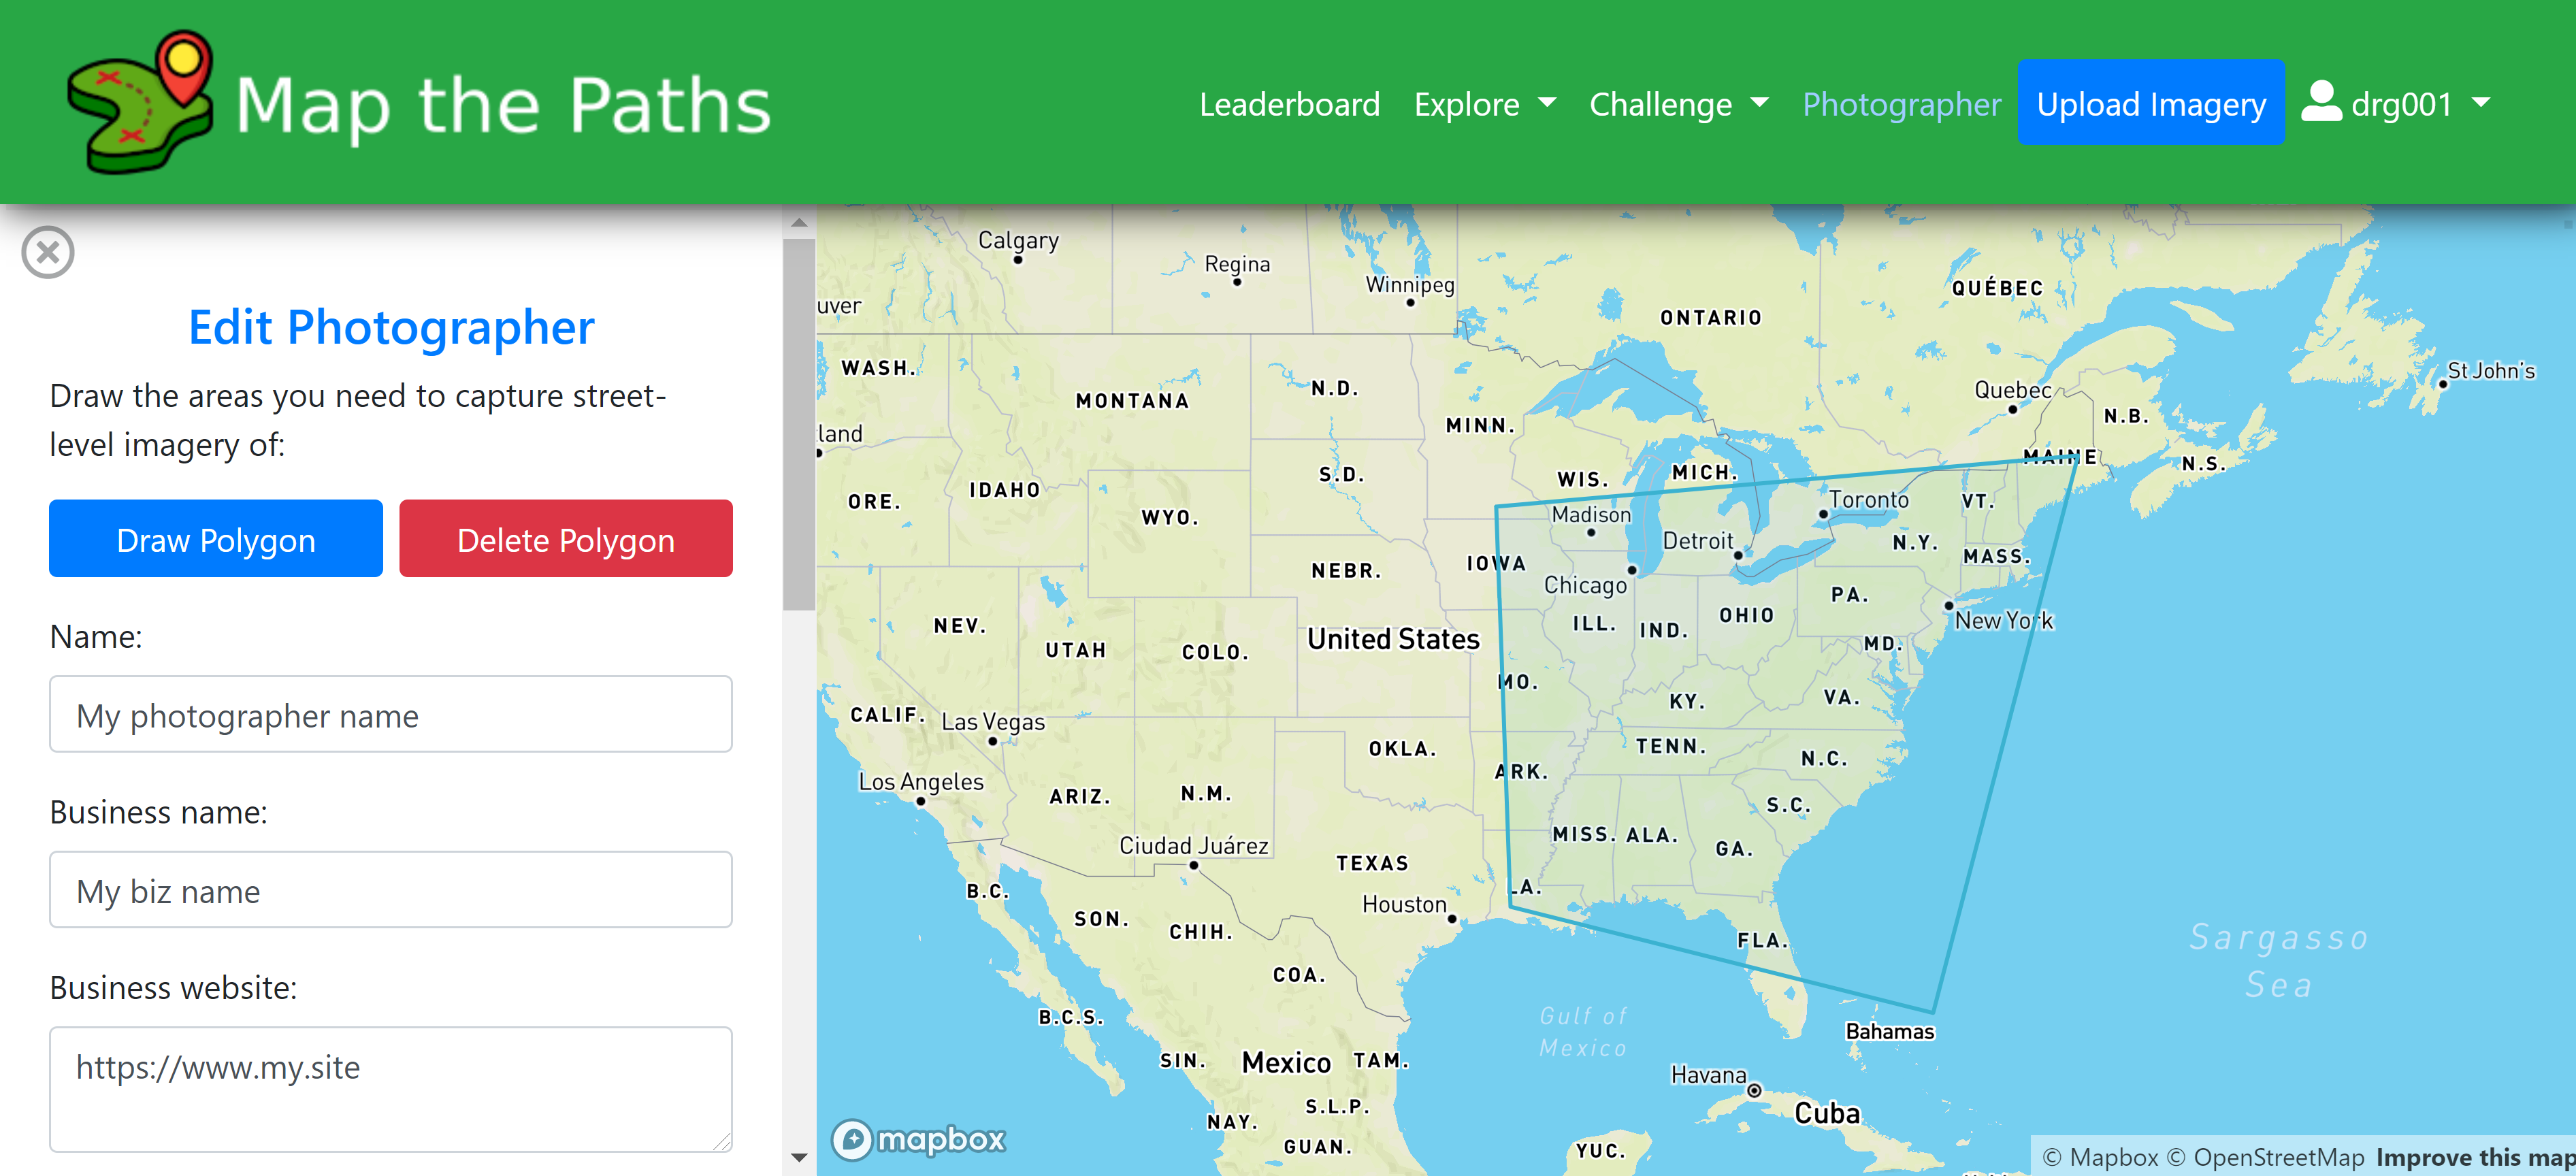 Map the Paths
Leaderboard Explore Challenge Photographer Upload Imagery drg001
Edit Photographer
Draw the areas you need to capture street-
level imagery of:
Draw Polygon Delete Polygon
Name:
My photographer name
Business name:
My biz name
Business website:
https://www.my.site
Calgary
Regina
Winnipeg
uver
ONTARIO
QUÉBEC
St John's
WASH.
MONTANA
N.D.
MINN.
Quebec
N.B.
land
MAINE
N.S.
ORE.
IDAHO
WYO.
S.D.
WIS.
MICH.
Madison
Toronto
VT.
Detroit
N.Y.
MASS.
NEBR.
IOWA
Chicago
PA.
New York
NEV.
UTAH
COLO.
United States
ILL.
IND.
OHIO
MD.
MO.
KY.
VA.
CALIF.
Las Vegas
OKLA.
TENN.
N.C.
Los Angeles
ARIZ.
N.M.
ARK.
S.C.
Ciudad Juárez
TEXAS
MISS.
ALA.
GA.
B.C.
Houston
LA.
SON.
CHIH.
FLA.
Sargasso
Sea
COA.
B.C.S.
Gulf of
Mexico
Bahamas
SIN.
Mexico
TAM.
Havana
Cuba
S.L.P.
NAY.
GUAN.
YUC.
mapbox
© Mapbox © OpenStreetMap Improve this map